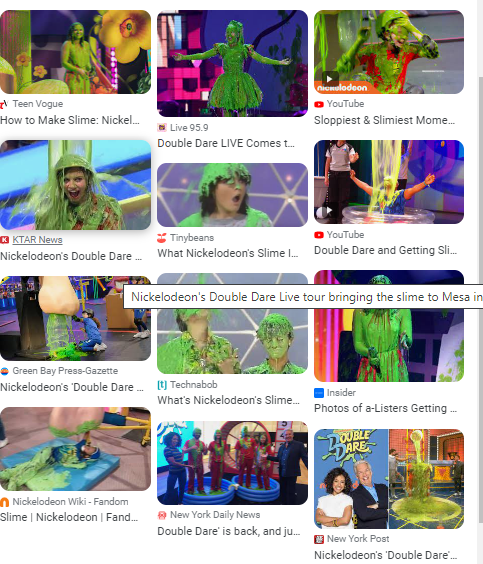 Teen Vogue
How to Make Slime: Nickel...
KTAR News
Nickelodeon's Double Dare ...
Green Bay Press-Gazette
Nickelodeon's 'Double Dare ...
Nickelodeon Wiki - Fandom
Slime | Nickelodeon | Fand...
Live 95.9
Double Dare LIVE Comes t...
Tinybeans
What Nickelodeon's Slime I...
Nickelodeon's Double Dare Live tour bringing the slime to Mesa in
[t] Technabob
What's Nickelodeon's Slime...
New York Daily News
Double Dare' is back, and ju...
nickelodeon
YouTube
Sloppiest & Slimiest Mome...
YouTube
Double Dare and Getting Sli...
Insider
Photos of a-Listers Getting ...
DOUBLE
DARE
New York Post
Nickelodeon's 'Double Dare'...